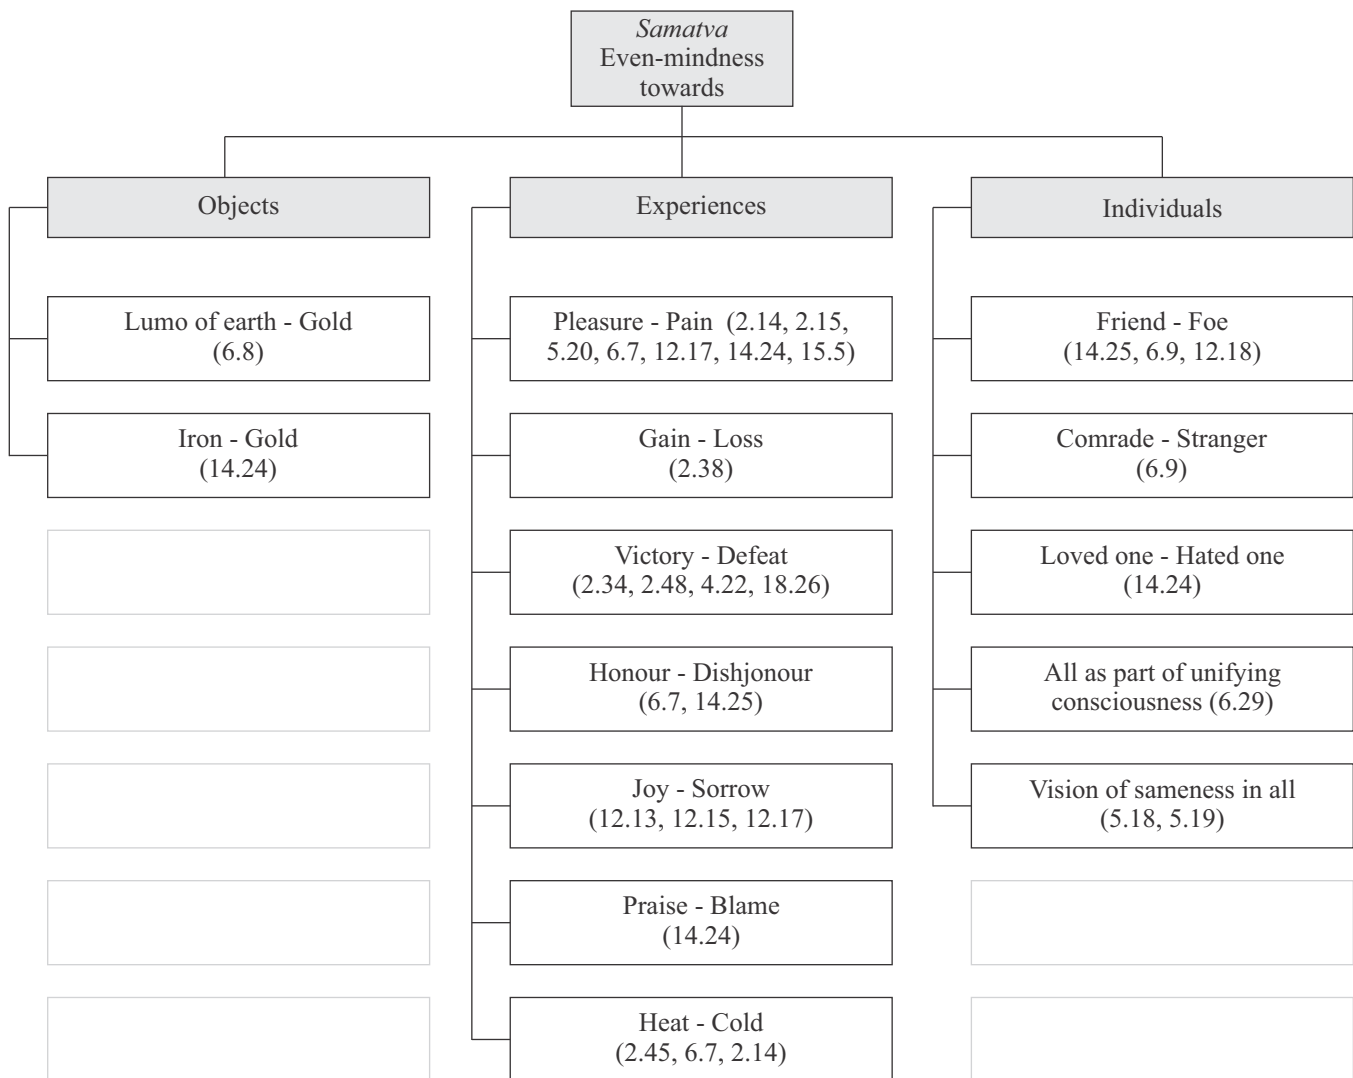 Samatva
Even-mindness
towards
Objects
Lumo of earth - Gold
(6.8)
Iron - Gold
(14.24)
Experiences
Pleasure - Pain (2.14, 2.15,
5.20, 6.7, 12.17, 14.24, 15.5)
Gain - Loss
(2.38)
Victory - Defeat
(2.34, 2.48, 4.22, 18.26)
Honour - Dishjonour
(6.7, 14.25)
Joy - Sorrow
(12.13, 12.15, 12.17)
Praise - Blame
(14.24)
Heat - Cold
(2.45, 6.7, 2.14)
Individuals
Friend - Foe
(14.25, 6.9, 12.18)
Comrade - Stranger
(6.9)
Loved one - Hated one
(14.24)
All as part of unifying
consciousness (6.29)
Vision of sameness in all
(5.18, 5.19)